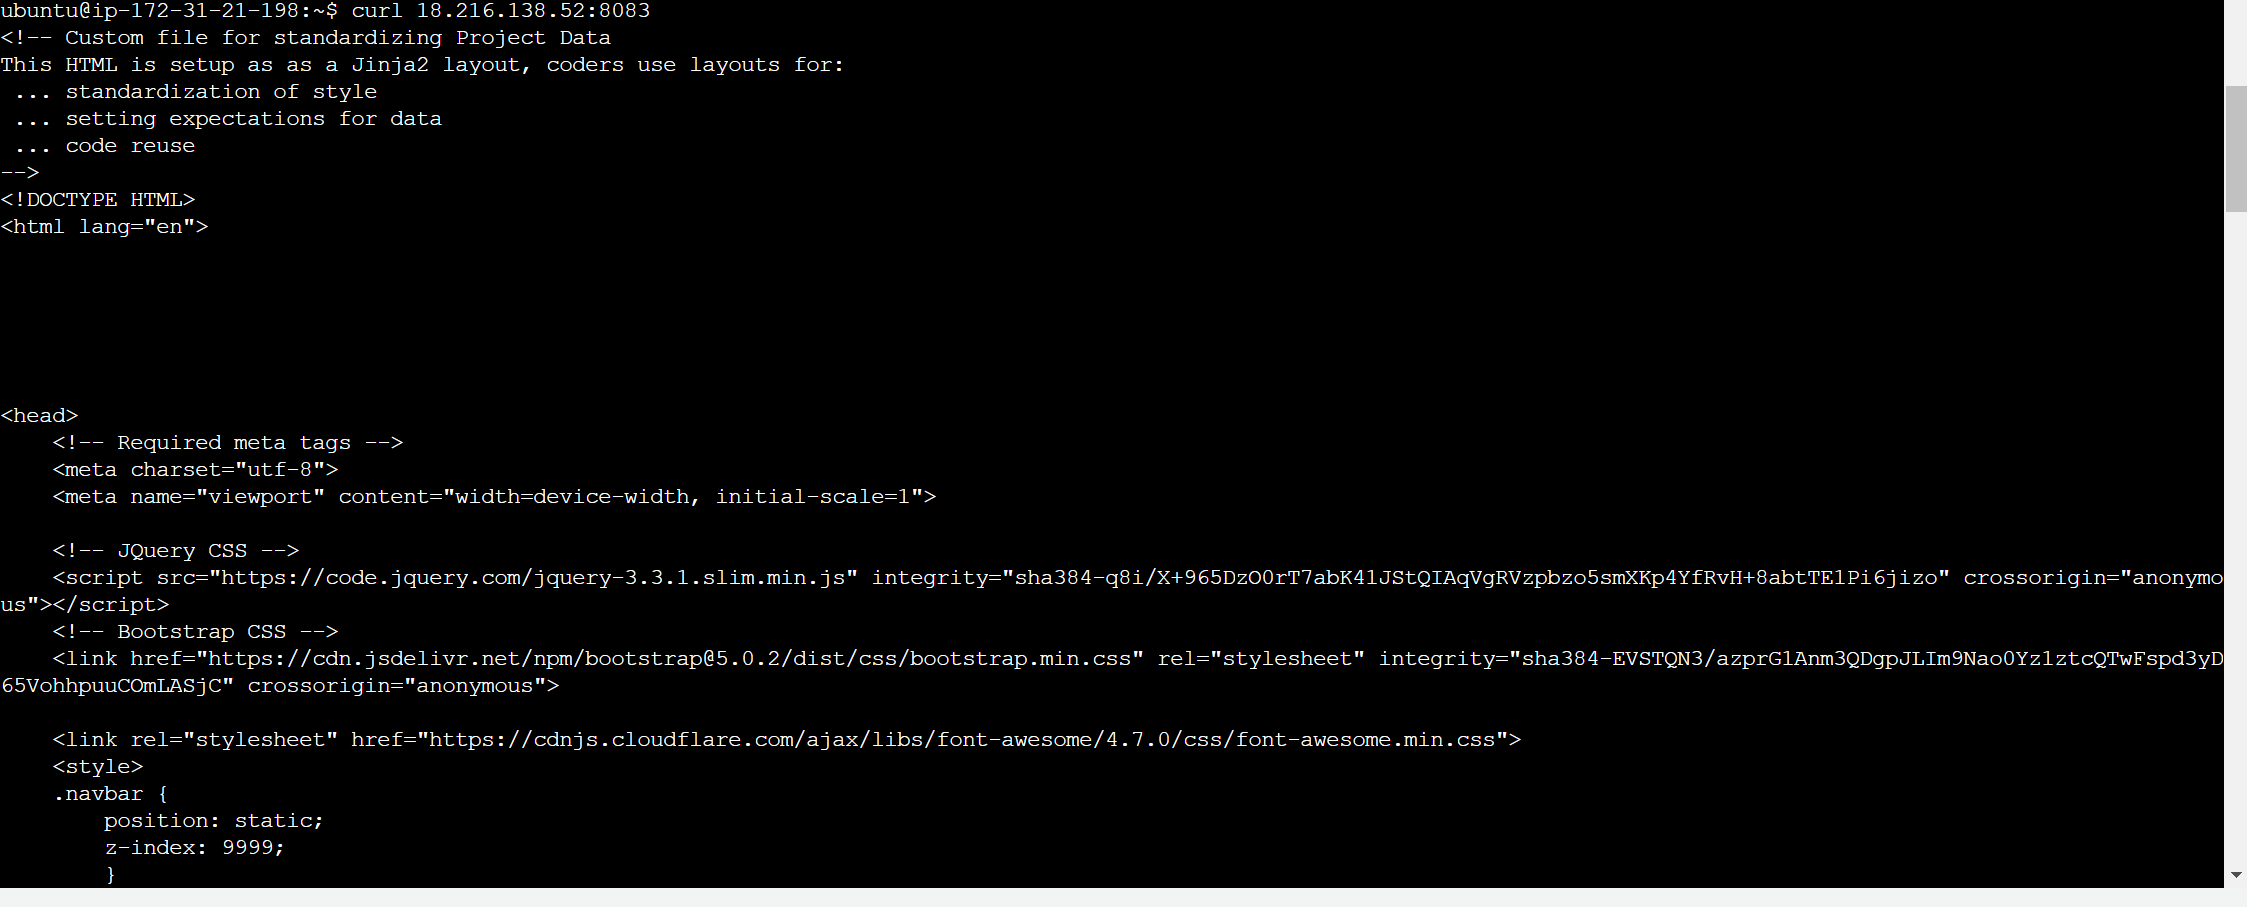 ubuntu@ip-172-31-21-198:~$ curl 18.216.138.52:8083
<!-- Custom file for standardizing Project Data
This HTML is setup as as a Jinja2 layout, coders use layouts for:
 ... standardization of style
 ... setting expectations for data
 ... code reuse
-->
<!DOCTYPE HTML>
<html lang="en">
<head>
    <!-- Required meta tags -->
    <meta charset="utf-8">
    <meta name="viewport" content="width=device-width, initial-scale=1">
    <!-- JQuery CSS -->
    <script src="https://code.jquery.com/jquery-3.3.1.slim.min.js" integrity="sha384-q8i/X+965DzO0rT7abK41JStQIAqVgRVzpbzo5smXKp4YfRvH+8abtTE1Pi6jizo" crossorigin="anonymo
us"></script>
    <!-- Bootstrap CSS -->
    <link href="https://cdn.jsdelivr.net/npm/bootstrap@5.0.2/dist/css/bootstrap.min.css" rel="stylesheet" integrity="sha384-EVSTQN3/azprG1Anm3QDgpJLIm9Nao0Yz1ztcQTwFspd3yD
65VohhpuuCOmLASjC" crossorigin="anonymous">
    <link rel="stylesheet" href="https://cdnjs.cloudflare.com/ajax/libs/font-awesome/4.7.0/css/font-awesome.min.css">
    <style>
    .navbar {
        position: static;
        z-index: 9999;
        }